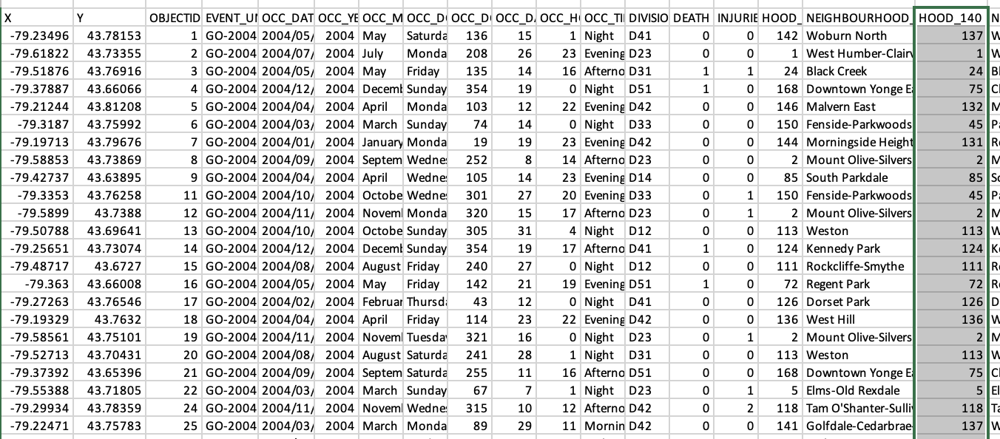 X Y OBJECTID EVENT_UN OCC_DAT OCC_YE OCC_M OCC_DO OCC_DO OCC_DA OCC_HO OCC_TI DIVISIO DEATH INJURIE HOOD_ NEIGHBOURHOOD_ HOOD_140 N
-79.23496 43.78153 1 GO-2004 2004/05/ 2004 May Saturda 136 15 1 Night D41 0 0 142 Woburn North 137 W
-79.61822 43.73355 2 GO-2004 2004/07/ 2004 July Monda 208 26 23 Evening D23 0 0 1 West Humber-Clairv 1 W
-79.51876 43.76916 3 GO-2004 2004/05/ 2004 May Friday 135 14 16 Afterno D31 1 1 24 Black Creek 24 Bl
-79.37887 43.66066 4 GO-2004 2004/12/ 2004 Decemb Sunday 354 19 0 Night D51 1 0 168 Downtown Yonge Ea 75 Cl
-79.21244 43.81208 5 GO-2004 2004/04/ 2004 April Monda 103 12 22 Evening D42 0 0 146 Malvern East 132 M
-79.3187 43.75992 6 GO-2004 2004/03/ 2004 March Sunday 74 14 0 Night D33 0 0 150 Fenside-Parkwoods 45 Pa
-79.19713 43.79676 7 GO-2004 2004/01/ 2004 January Monda 19 19 23 Evening D42 0 0 144 Morningside Height 131 Ro
-79.58853 43.73869 8 GO-2004 2004/09/ 2004 Septem Wednes 252 8 14 Afterno D23 0 0 2 Mount Olive-Silvers 2 M
-79.42737 43.63895 9 GO-2004 2004/04/ 2004 April Wednes 105 14 23 Evening D14 0 0 85 South Parkdale 85 So
-79.3353 43.76258 11 GO-2004 2004/10/ 2004 Octobe Wednes 301 27 20 Evening D33 0 1 150 Fenside-Parkwoods 45 Pa
-79.5899 43.7388 12 GO-2004 2004/11/ 2004 Novem Monda 320 15 17 Afterno D23 0 1 2 Mount Olive-Silvers 2 M
-79.50788 43.69641 13 GO-2004 2004/10/ 2004 Octobe Sunday 305 31 4 Night D12 0 0 113 Weston 113 W
-79.25651 43.73074 14 GO-2004 2004/12/ 2004 Decemb Sunday 354 19 17 Afterno D41 1 0 124 Kennedy Park 124 Ke
-79.48717 43.6727 15 GO-2004 2004/08/ 2004 August Friday 240 27 0 Night D12 0 0 111 Rockcliffe-Smythe 111 Ro
-79.363 43.66008 16 GO-2004 2004/05/ 2004 May Friday 142 21 19 Evening D51 1 0 72 Regent Park 72 Re
-79.27263 43.76546 17 GO-2004 2004/02/ 2004 Februar Thursda 43 12 0 Night D41 0 0 126 Dorset Park 126 D
-79.19329 43.7632 18 GO-2004 2004/04/ 2004 April Friday 114 23 22 Evening D42 0 0 136 West Hill 136 W
-79.58561 43.75101 19 GO-2004 2004/11/ 2004 Novem Tuesday 321 16 0 Night D23 0 1 2 Mount Olive-Silvers 2 M
-79.52713 43.70431 20 GO-2004 2004/08/ 2004 August Saturda 241 28 1 Night D31 0 0 113 Weston 113 W
-79.37392 43.65396 21 GO-2004 2004/09/ 2004 Septem Saturda 255 11 16 Afterno D51 0 0 168 Downtown Yonge Ea 75 Cl
-79.55388 43.71805 22 GO-2004 2004/03/ 2004 March Sunday 67 7 1 Night D23 0 1 5 Elms-Old Rexdale 5 El
-79.29934 43.78359 24 GO-2004 2004/11/ 2004 Novem Wednes 315 10 12 Afterno D42 0 2 118 Tam O'Shanter-Sulliv 118 Ta
-79.22471 43.75783 25 GO-2004 2004/03/ 2004 March Monda 89 29 11 Mornin D42 0 0 141 Golfdale-Cedarbrae- 137 W